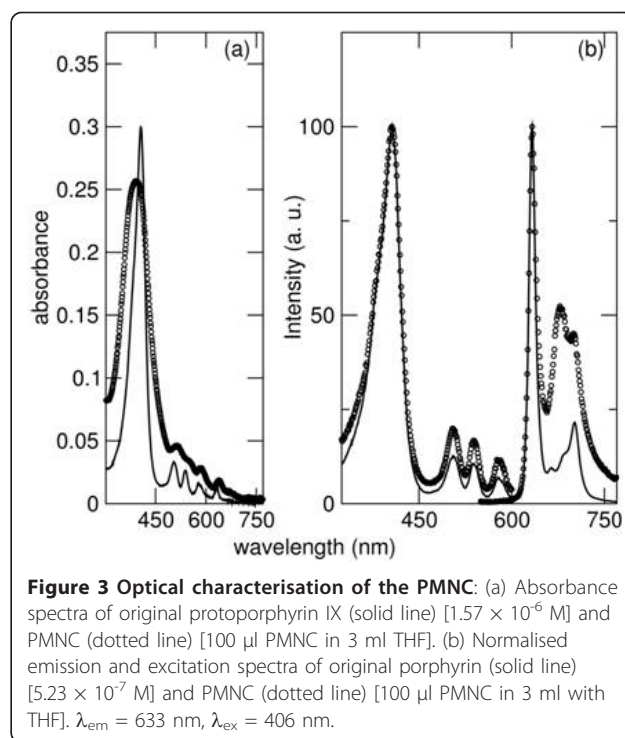 (a)
0.35
0.3
0.25
0.2
0.15
0.1
0.05
0
absorbance
450 600 750
(b)
100
50
0
Intensity (a. u.)
450 600 750
wavelength (nm)
Figure 3 Optical characterisation of the PMNC: (a) Absorbance
spectra of original protoporphyrin IX (solid line) [1.57 × 10⁻⁶ M] and
PMNC (dotted line) [100 μl PMNC in 3 ml THF]. (b) Normalised
emission and excitation spectra of original porphyrin (solid line)
[5.23 × 10⁻⁷ M] and PMNC (dotted line) [100 μl PMNC in 3 ml with
THF]. λem = 633 nm, λex = 406 nm.